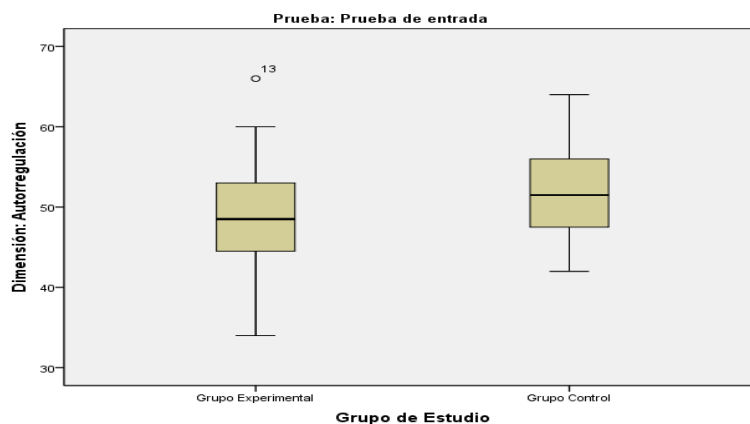 Prueba: Prueba de entrada
70
60
50
40
30
Dimensión: Autorregulación
13
Grupo Experimental
Grupo Control
Grupo de Estudio